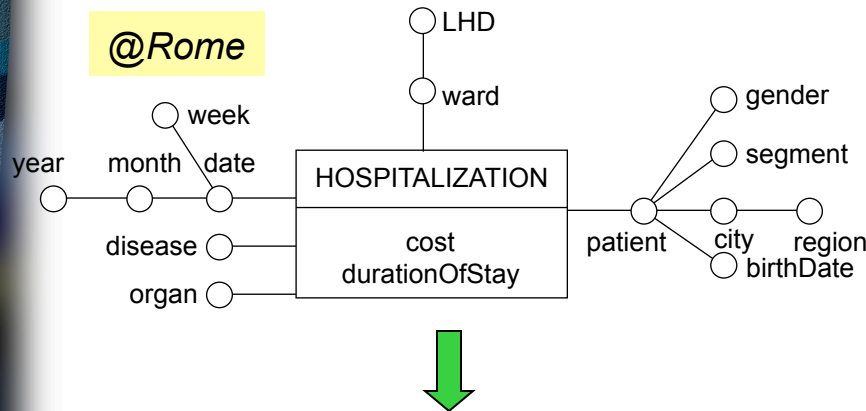 @Rome
LHD
ward
week
year month date
HOSPITALIZATION
cost
durationOfStay
disease
organ
gender
segment
patient city region
birthDate